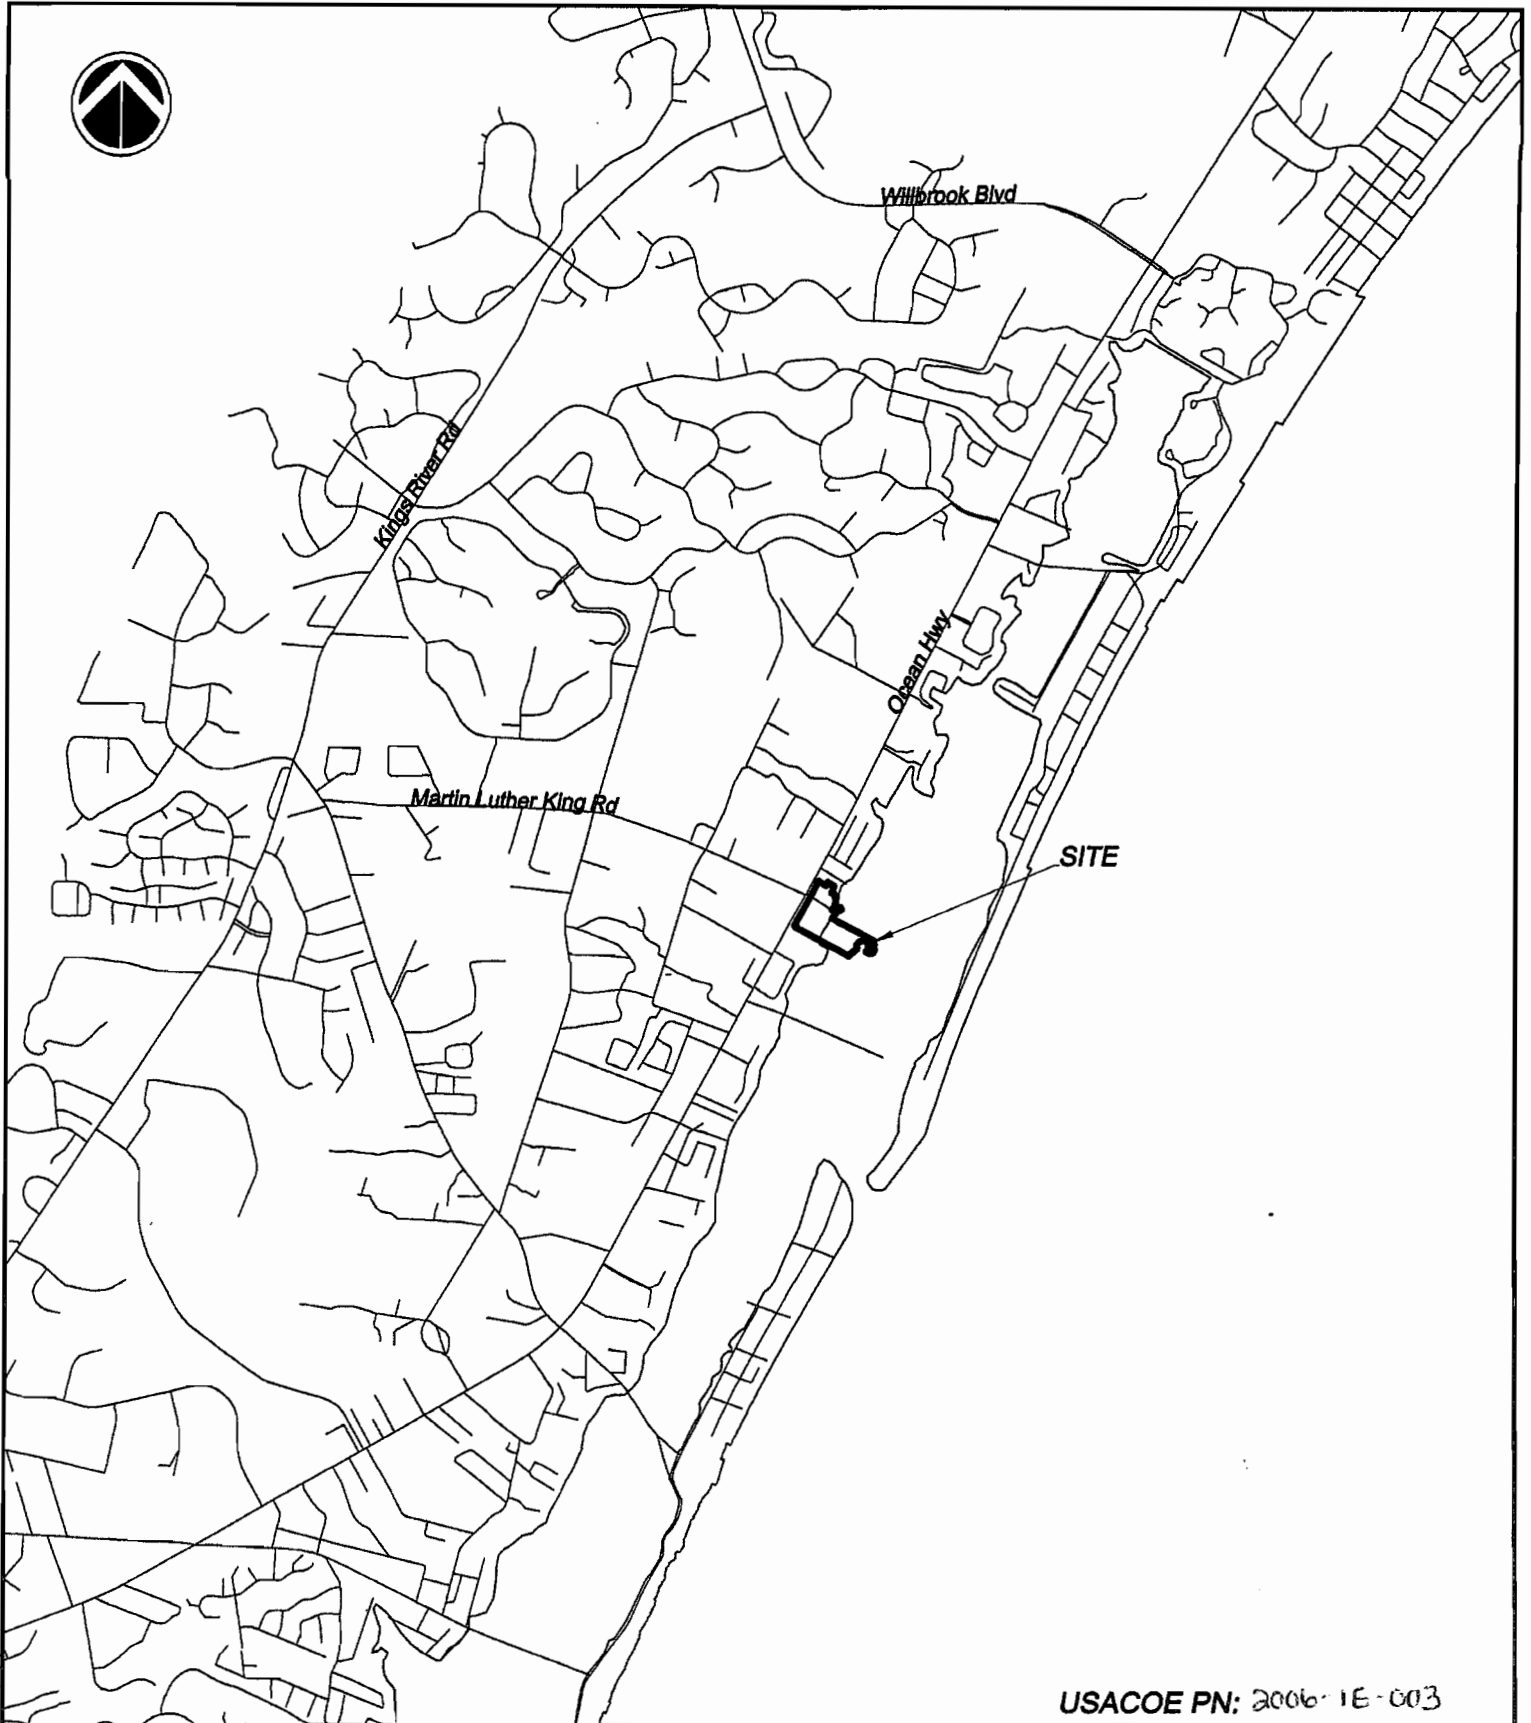 Willbrook Blvd
Kings River Rd
Ocean Hwy
Martin Luther King Rd
SITE
USACOE PN: 2006-1E-003